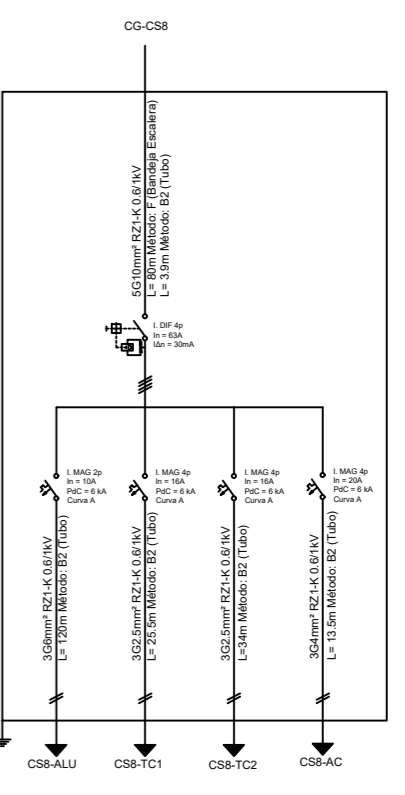 CG-CS8
5G10mm² RZ1-K 0.6/1kV
L= 80m Método: F (Bandeja Escalera)
L= 3.9m Método: B2 (Tubo)
I. DIF 4p
In = 63A
IΔn = 30mA
I. MAG 2p
In = 10A
PdC = 6 kA
Curva A
I. MAG 4p
In = 16A
PdC = 6 kA
Curva A
I. MAG 4p
In = 16A
PdC = 6 kA
Curva A
I. MAG 4p
In = 20A
PdC = 6 kA
Curva A
3G6mm² RZ1-K 0.6/1kV
L= 120m Método: B2 (Tubo)
3G2.5mm² RZ1-K 0.6/1kV
L= 25.5m Método: B2 (Tubo)
3G2.5mm² RZ1-K 0.6/1kV
L=34m Método: B2 (Tubo)
3G4mm² RZ1-K 0.6/1kV
L= 13.5m Método: B2 (Tubo)
CS8-ALU
CS8-TC1
CS8-TC2
CS8-AC